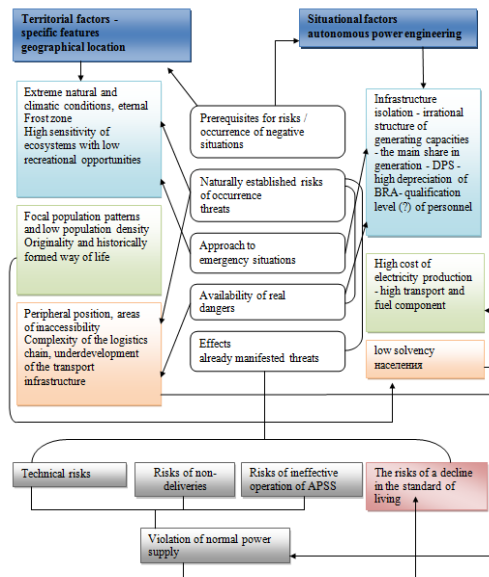 Territorial factors -
specific features
geographical location
Situational factors
autonomous power engineering
Extreme natural and
climatic conditions, eternal
Frost zone
High sensitivity of
ecosystems with low
recreational opportunities
Prerequisites for risks /
occurrence of negative
situations
Infrastructure
isolation - irrational
structure of
generating capacities
- the main share in
generation - DPS -
high depreciation of
BRA- qualification
level (?) of personnel
Naturally established risks
of occurrence
threats
Focal population patterns
and low population density
Originality and historically
formed way of life
Approach to
emergency situations
High cost of
electricity production
- high transport and
fuel component
Availability of real
dangers
Peripheral position, areas
of inaccessibility
Complexity of the logistics
chain, underdevelopment
of the transport
infrastructure
Effects
already manifested threats
low solvency
населения
Technical risks
Risks of non-
deliveries
Risks of ineffective
operation of APSS
The risks of a decline
in the standard of
living
Violation of normal power
supply